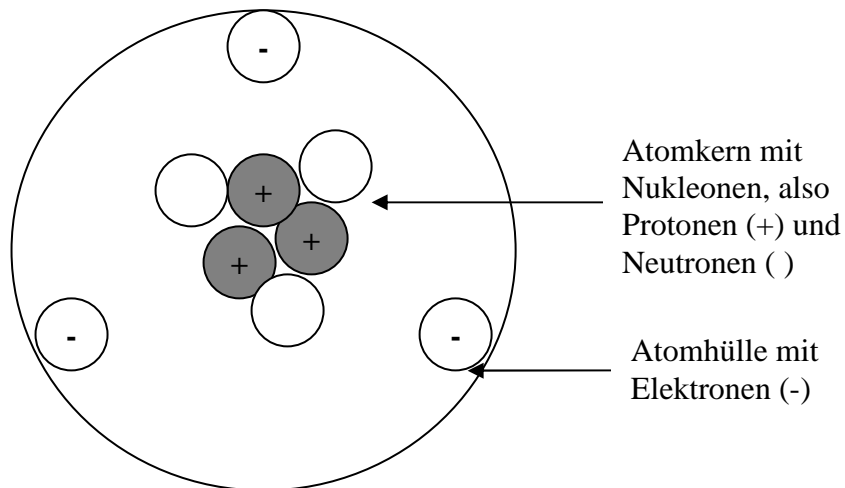 -
+
+
+
-
-
Atomkern mit
Nukleonen, also
Protonen (+) und
Neutronen ( )
Atomhülle mit
Elektronen (-)